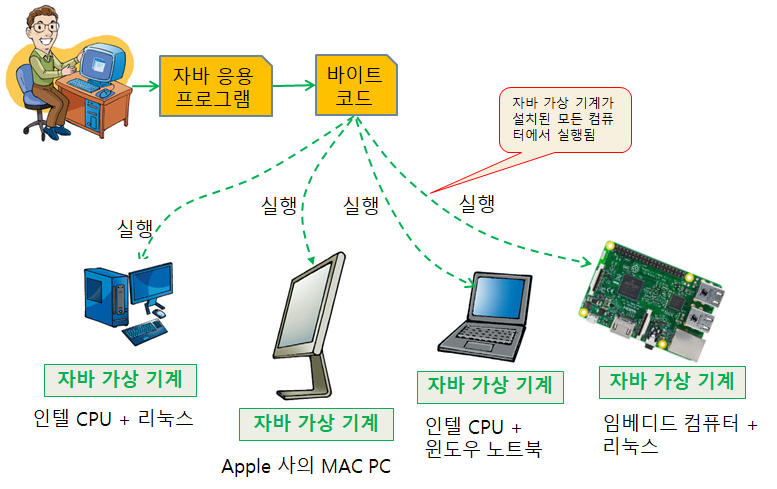 자바 응용
프로그램
바이트
코드
자바 가상 기계가
설치된 모든 컴퓨
터에서 실행됨
실행
실행
실행
실행
자바 가상 기계
인텔 CPU + 리눅스
자바 가상 기계
Apple 사의 MAC PC
자바 가상 기계
인텔 CPU +
윈도우 노트북
자바 가상 기계
임베디드 컴퓨터 +
리눅스